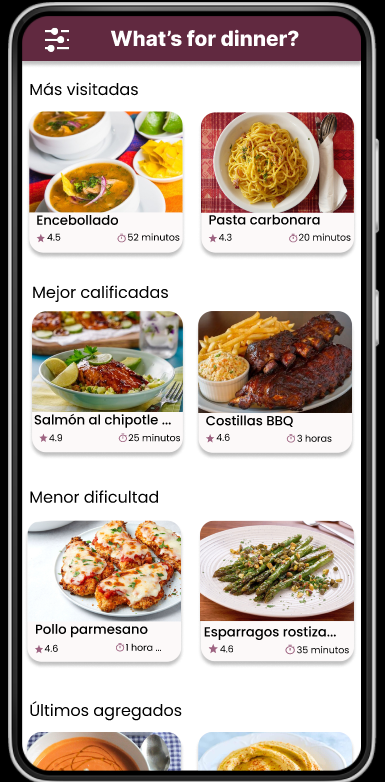 What’s for dinner?
Más visitadas
Encebollado
4.5
52 minutos
Pasta carbonara
4.3
20 minutos
Mejor calificadas
Salmón al chipotle ...
4.9
25 minutos
Costillas BBQ
4.6
3 horas
Menor dificultad
Pollo parmesano
4.6
1 hora ...
Esparragos rostiza...
4.6
35 minutos
Últimos agregados